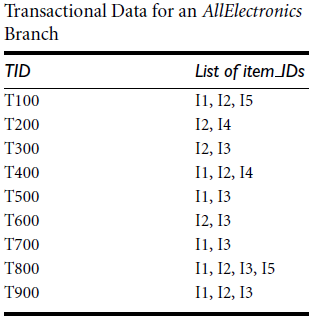 Transactional Data for an AllElectronics
Branch
TID List of item_IDs
T100 I1, I2, I5
T200 I2, I4
T300 I2, I3
T400 I1, I2, I4
T500 I1, I3
T600 I2, I3
T700 I1, I3
T800 I1, I2, I3, I5
T900 I1, I2, I3